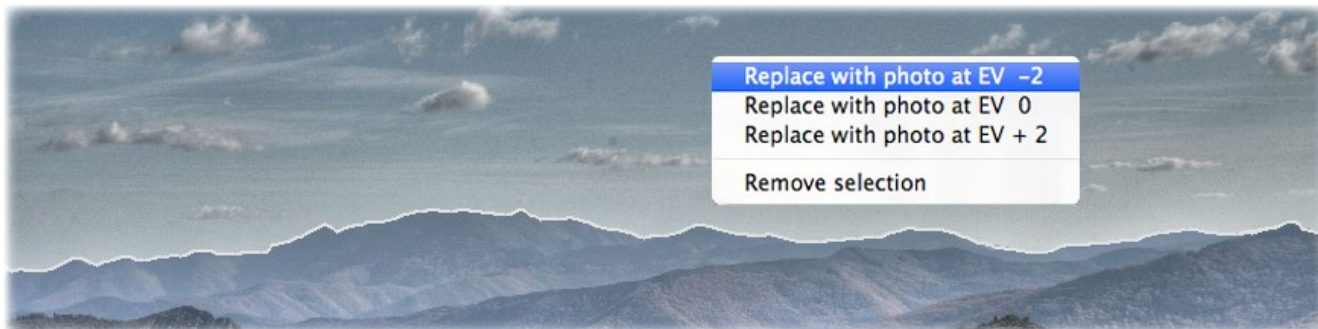 Replace with photo at EV -2
Replace with photo at EV 0
Replace with photo at EV + 2
Remove selection